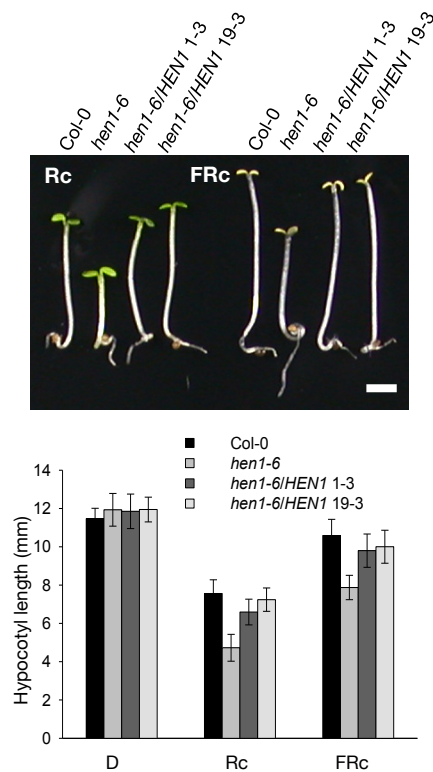 Col-0
hen1-6
hen1-6/HEN1 1-3
hen1-6/HEN1 19-3
Col-0
hen1-6
hen1-6/HEN1 1-3
hen1-6/HEN1 19-3
Rc
FRc
Col-0
hen1-6
hen1-6/HEN1 1-3
hen1-6/HEN1 19-3
Hypocotyl length (mm)
14
12
10
8
6
4
2
0
D Rc FRc